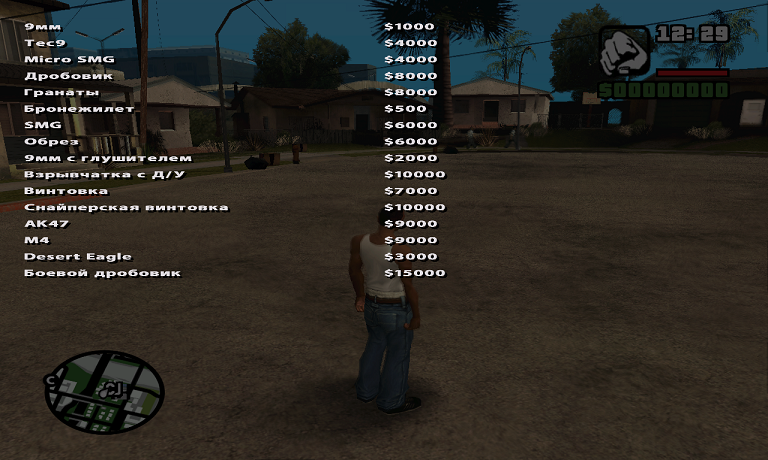 9мм $1000
Tec9 $4000
Micro SMG $4000
Дробовик $8000
Гранаты $8000
Бронежилет $500
SMG $6000
Обрез $6000
9мм с глушителем $2000
Взрывчатка с Д/У $10000
Винтовка $7000
Снайперская винтовка $10000
AK47 $9000
M4 $9000
Desert Eagle $3000
Боевой дробовик $15000
12:29
$00000000
CJ
C